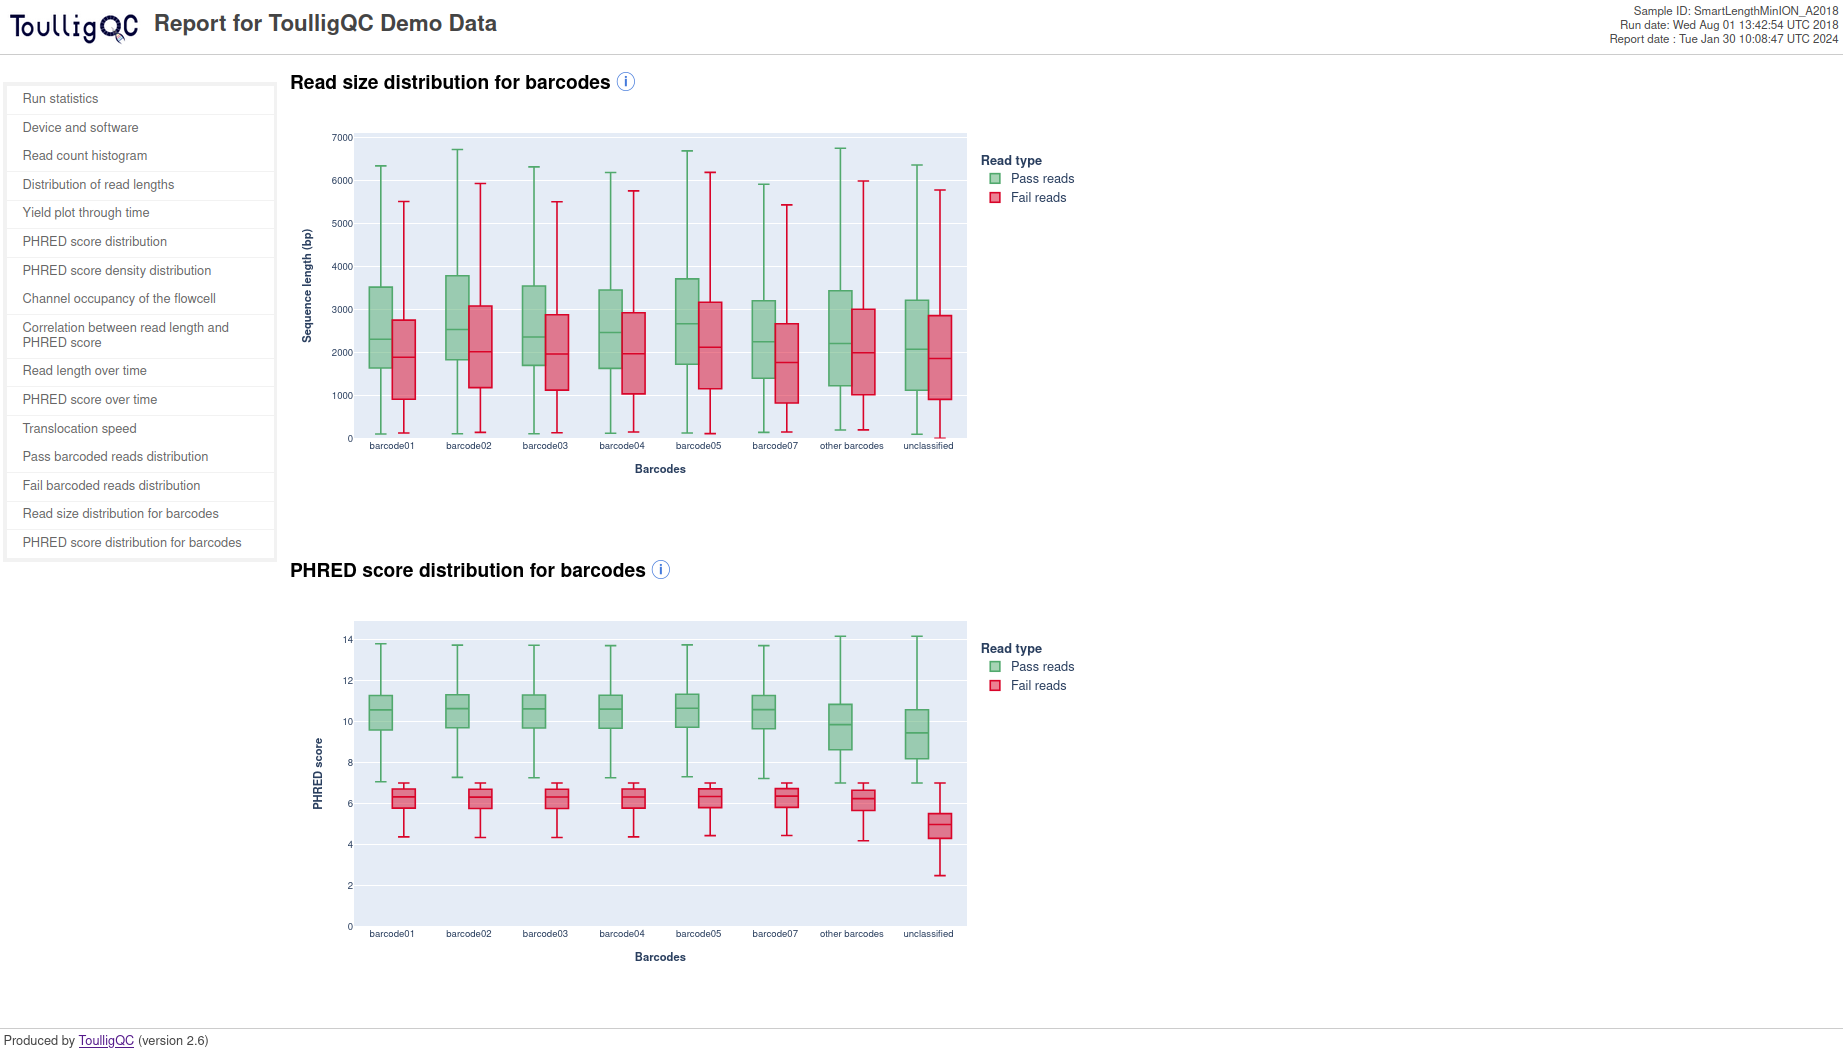 ToulligQC
Report for ToulligQC Demo Data
Sample ID: SmartLengthMinION_A2018
Run date: Wed Aug 01 13:42:54 UTC 2018
Report date : Tue Jan 30 10:08:47 UTC 2024
Run statistics
Device and software
Read count histogram
Distribution of read lengths
Yield plot through time
PHRED score distribution
PHRED score density distribution
Channel occupancy of the flowcell
Correlation between read length and
PHRED score
Read length over time
PHRED score over time
Translocation speed
Pass barcoded reads distribution
Fail barcoded reads distribution
Read size distribution for barcodes
PHRED score distribution for barcodes
Read size distribution for barcodes i
7000
6000
5000
4000
3000
2000
1000
0
Sequence length (bp)
barcode01 barcode02 barcode03 barcode04 barcode05 barcode07 other barcodes unclassified
Barcodes
Read type
Pass reads
Fail reads
PHRED score distribution for barcodes i
14
12
10
8
6
4
2
0
PHRED score
barcode01 barcode02 barcode03 barcode04 barcode05 barcode07 other barcodes unclassified
Barcodes
Read type
Pass reads
Fail reads
Produced by ToulligQC (version 2.6)